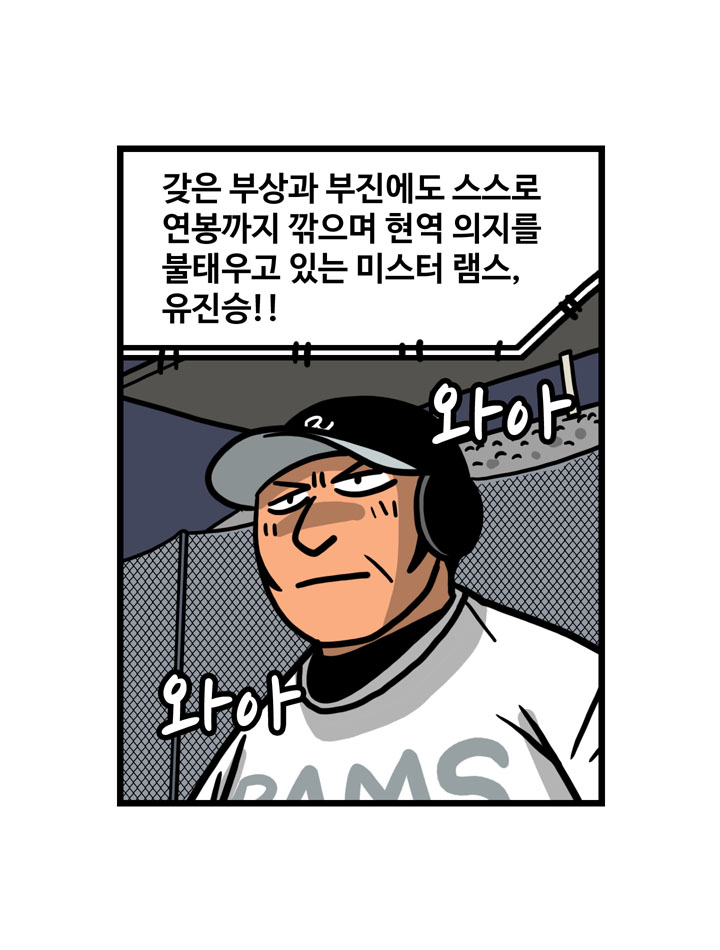 갖은 부상과 부진에도 스스로
연봉까지 깎으며 현역 의지를
불태우고 있는 미스터 램스,
유진승!!
와아
와아
RAMS